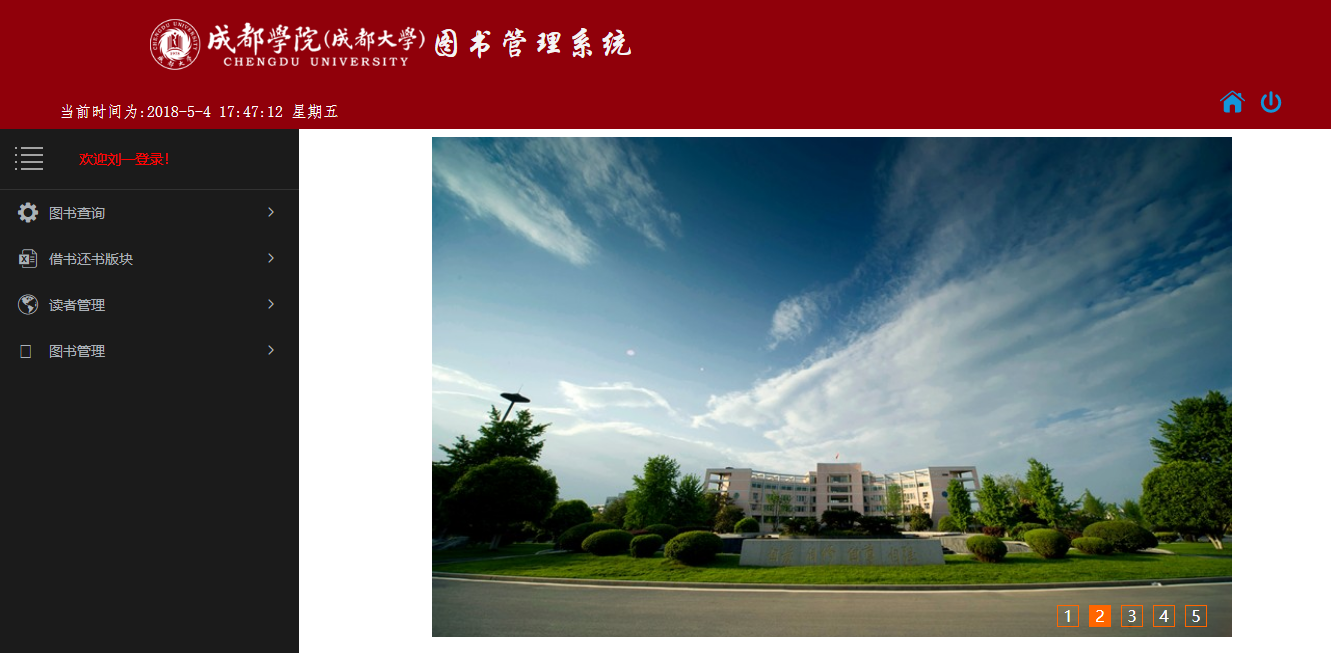 成都學院(成都大學)图书管理系统
CHENGDU UNIVERSITY
当前时间为:2018-5-4 17:47:12 星期五
欢迎刘一登录!
图书查询
借书还书版块
读者管理
图书管理
1 2 3 4 5